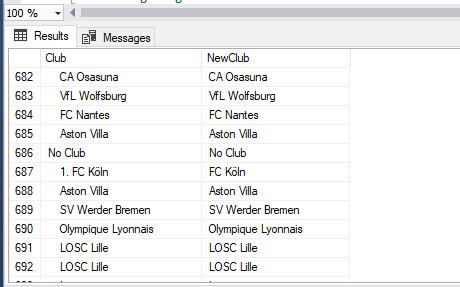 100 %
Results Messages
Club NewClub
682 CA Osasuna CA Osasuna
683 VfL Wolfsburg VfL Wolfsburg
684 FC Nantes FC Nantes
685 Aston Villa Aston Villa
686 No Club No Club
687 1. FC Köln FC Köln
688 Aston Villa Aston Villa
689 SV Werder Bremen SV Werder Bremen
690 Olympique Lyonnais Olympique Lyonnais
691 LOSC Lille LOSC Lille
692 LOSC Lille LOSC Lille